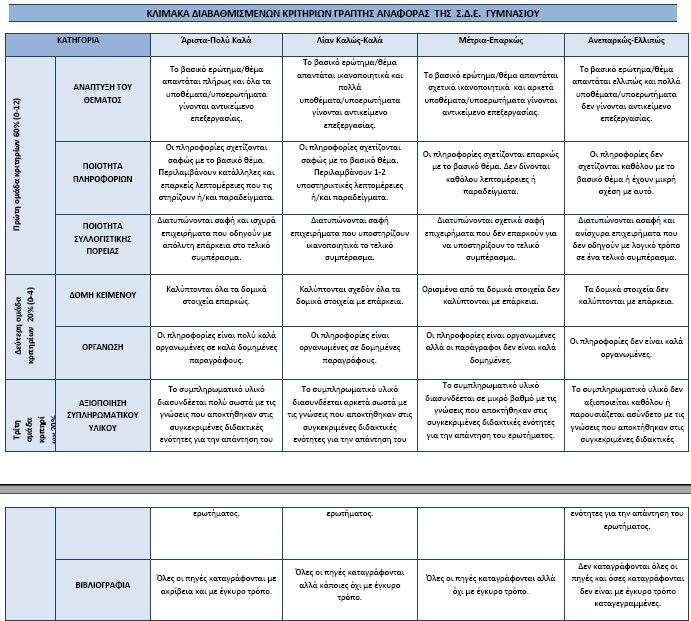 ΚΛΙΜΑΚΑ ΔΙΑΒΑΘΜΙΣΜΕΝΩΝ ΚΡΙΤΗΡΙΩΝ ΓΡΑΠΤΗΣ ΑΝΑΦΟΡΑΣ ΤΗΣ Σ.Δ.Ε. ΓΥΜΝΑΣΙΟΥ
ΚΑΤΗΓΟΡΙΑ
Άριστα-Πολύ Καλά
Λίαν Καλώς-Καλά
Μέτρια-Επαρκώς
Ανεπαρκώς-Ελλιπώς
Πρώτη ομάδα κριτηρίων 60% (0-12)
ΑΝΑΠΤΥΞΗ ΤΟΥ
ΘΕΜΑΤΟΣ
Το βασικό ερώτημα/θέμα
απαντάται πλήρως και όλα τα
υποθέματα/υποερωτήματα
γίνονται αντικείμενο
επεξεργασίας.
Το βασικό ερώτημα/θέμα
απαντάται ικανοποιητικά και
πολλά
υποθέματα/υποερωτήματα
γίνονται αντικείμενο
επεξεργασίας.
Το βασικό ερώτημα/θέμα απαντάται
σχετικά ικανοποιητικά και αρκετά
υποθέματα/υποερωτήματα γίνονται
αντικείμενο επεξεργασίας.
Το βασικό ερώτημα/θέμα
απαντάται ελλιπώς και πολλά
υποθέματα/υποερωτήματα
δεν γίνονται αντικείμενο
επεξεργασίας.
ΠΟΙΟΤΗΤΑ
ΠΛΗΡΟΦΟΡΙΩΝ
Οι πληροφορίες σχετίζονται
σαφώς με το βασικό θέμα.
Περιλαμβάνουν κατάλληλες και
επαρκείς λεπτομέρειες που τις
στηρίζουν ή/και παραδείγματα.
Οι πληροφορίες σχετίζονται
σαφώς με το βασικό θέμα.
Περιλαμβάνουν 1-2
υποστηρικτικές λεπτομέρειες
ή/και παραδείγματα.
Οι πληροφορίες σχετίζονται επαρκώς
με το βασικό θέμα. Δεν δίνονται
καθόλου λεπτομέρειες ή
παραδείγματα.
Οι πληροφορίες δεν
σχετίζονται καθόλου με το
βασικό θέμα ή έχουν μικρή
σχέση με αυτό.
ΠΟΙΟΤΗΤΑ
ΣΥΛΛΟΓΙΣΤΙΚΗΣ
ΠΟΡΕΙΑΣ
Διατυπώνονται σαφή και ισχυρά
επιχειρήματα που οδηγούν με
απόλυτη επάρκεια στο τελικό
συμπέρασμα.
Διατυπώνονται σαφή
επιχειρήματα που υποστηρίζουν
ικανοποιητικά το τελικό
συμπέρασμα.
Διατυπώνονται σχετικά σαφή
επιχειρήματα που δεν επαρκούν για
να υποστηρίξουν το τελικό
συμπέρασμα.
Διατυπώνονται ασαφή και
ανίσχυρα επιχειρήματα που
δεν οδηγούν με λογικό τρόπο
σε ένα τελικό συμπέρασμα.
Δεύτερη ομάδα
κριτηρίων 20% (0-4)
ΔΟΜΗ ΚΕΙΜΕΝΟΥ
Καλύπτονται όλα τα δομικά
στοιχεία επαρκώς.
Καλύπτονται σχεδόν όλα τα
δομικά στοιχεία με επάρκεια.
Ορισμένα από τα δομικά στοιχεία δεν
καλύπτονται με επάρκεια.
Τα δομικά στοιχεία δεν
καλύπτονται με επάρκεια.
ΟΡΓΑΝΩΣΗ
Οι πληροφορίες είναι πολύ καλά
οργανωμένες σε καλά δομημένες
παραγράφους.
Οι πληροφορίες είναι
οργανωμένες σε δομημένες
παραγράφους.
Οι πληροφορίες είναι οργανωμένες
αλλά οι παράγραφοι δεν είναι καλά
δομημένες.
Οι πληροφορίες δεν είναι καλά
οργανωμένες.
Τρίτη
ομάδα
κριτηρί
ων 20%
ΑΞΙΟΠΟΙΗΣΗ
ΣΥΠΛΗΡΩΜΑΤΙΚΟΥ
ΥΛΙΚΟΥ
Το συμπληρωματικό υλικό
διασυνδέεται πολύ σωστά με τις
γνώσεις που αποκτήθηκαν στις
συγκεκριμένες διδακτικές
ενότητες για την απάντηση του
Το συμπληρωματικό υλικό
διασυνδέεται αρκετά σωστά με
τις γνώσεις που αποκτήθηκαν στις
συγκεκριμένες διδακτικές
ενότητες για την απάντηση του
Το συμπληρωματικό υλικό
διασυνδέεται σε μικρό βαθμό με τις
γνώσεις που αποκτήθηκαν στις
συγκεκριμένες διδακτικές ενότητες
για την απάντηση του ερωτήματος.
Το συμπληρωματικό υλικό δεν
αξιοποιείται καθόλου ή
παρουσιάζεται ασύνδετο με τις
γνώσεις που αποκτήθηκαν στις
συγκεκριμένες διδακτικές
ερωτήματος.
ερωτήματος.
ενότητες για την απάντηση του
ερωτήματος.
ΒΙΒΛΙΟΓΡΑΦΙΑ
Όλες οι πηγές καταγράφονται με
ακρίβεια και με έγκυρο τρόπο.
Όλες οι πηγές καταγράφονται
αλλά κάποιες όχι με έγκυρο
τρόπο.
Όλες οι πηγές καταγράφονται αλλά
όχι με έγκυρο τρόπο.
Δεν καταγράφονται όλες οι
πηγές και όσες καταγράφονται
δεν είναι με έγκυρο τρόπο
καταγεγραμμένες.